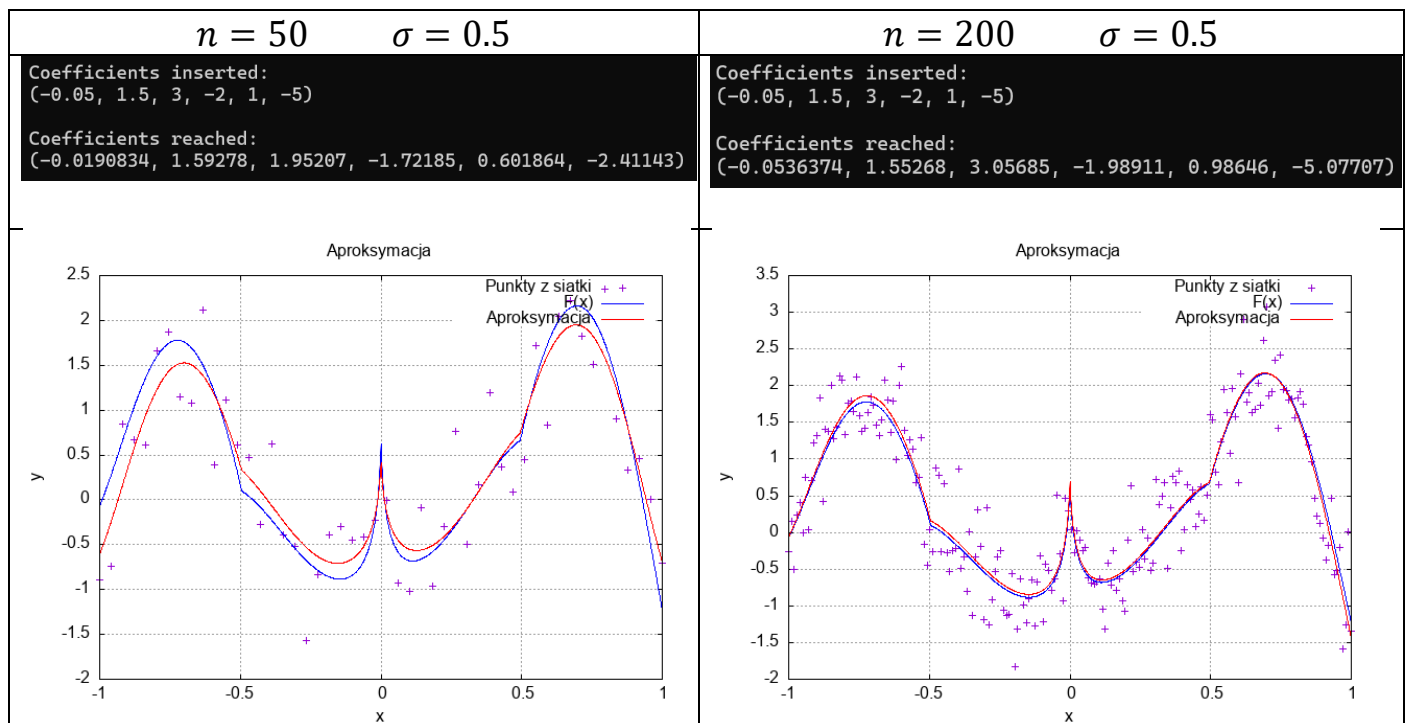 n = 50 σ = 0.5
Coefficients inserted:
(-0.05, 1.5, 3, -2, 1, -5)
Coefficients reached:
(-0.0190834, 1.59278, 1.95207, -1.72185, 0.601864, -2.41143)
Aproksymacja
Punkty z siatki
F(x)
Aproksymacja
2.5
2
1.5
1
0.5
0
-0.5
-1
-1.5
-2
y
-1 -0.5 0 0.5 1
x
n = 200 σ = 0.5
Coefficients inserted:
(-0.05, 1.5, 3, -2, 1, -5)
Coefficients reached:
(-0.0536374, 1.55268, 3.05685, -1.98911, 0.98646, -5.07707)
Aproksymacja
Punkty z siatki
F(x)
Aproksymacja
3.5
3
2.5
2
1.5
1
0.5
0
-0.5
-1
-1.5
-2
y
-1 -0.5 0 0.5 1
x